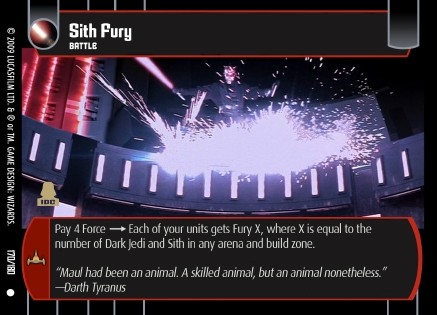 Sith Fury
BATTLE
IDC
Pay 4 Force → Each of your units gets Fury X, where X is equal to the
number of Dark Jedi and Sith in any arena and build zone.
“Maul had been an animal. A skilled animal, but an animal nonetheless.”
—Darth Tyranus
© 2009 LUCASFILM LTD. & ® or TM. GAME DESIGN: WIZARDS.